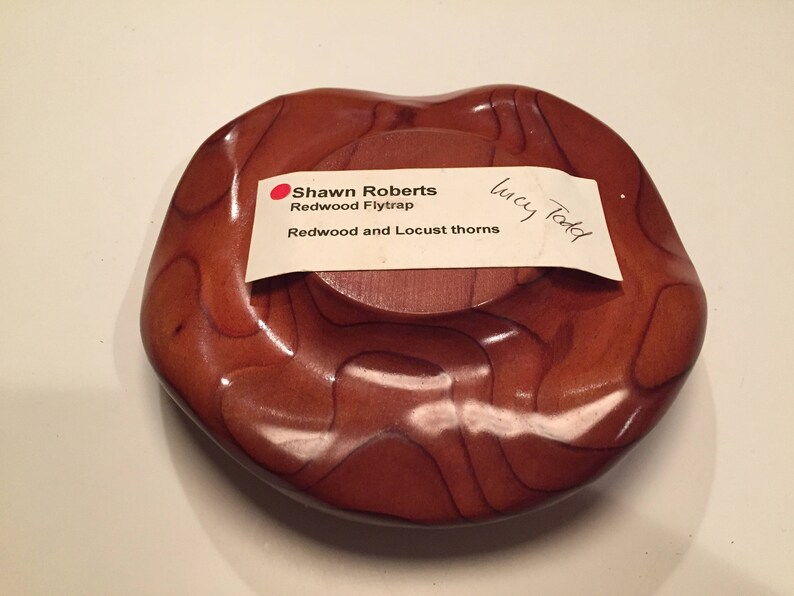 Shawn Roberts
Redwood Flytrap
Redwood and Locust thorns
Lucy Todd